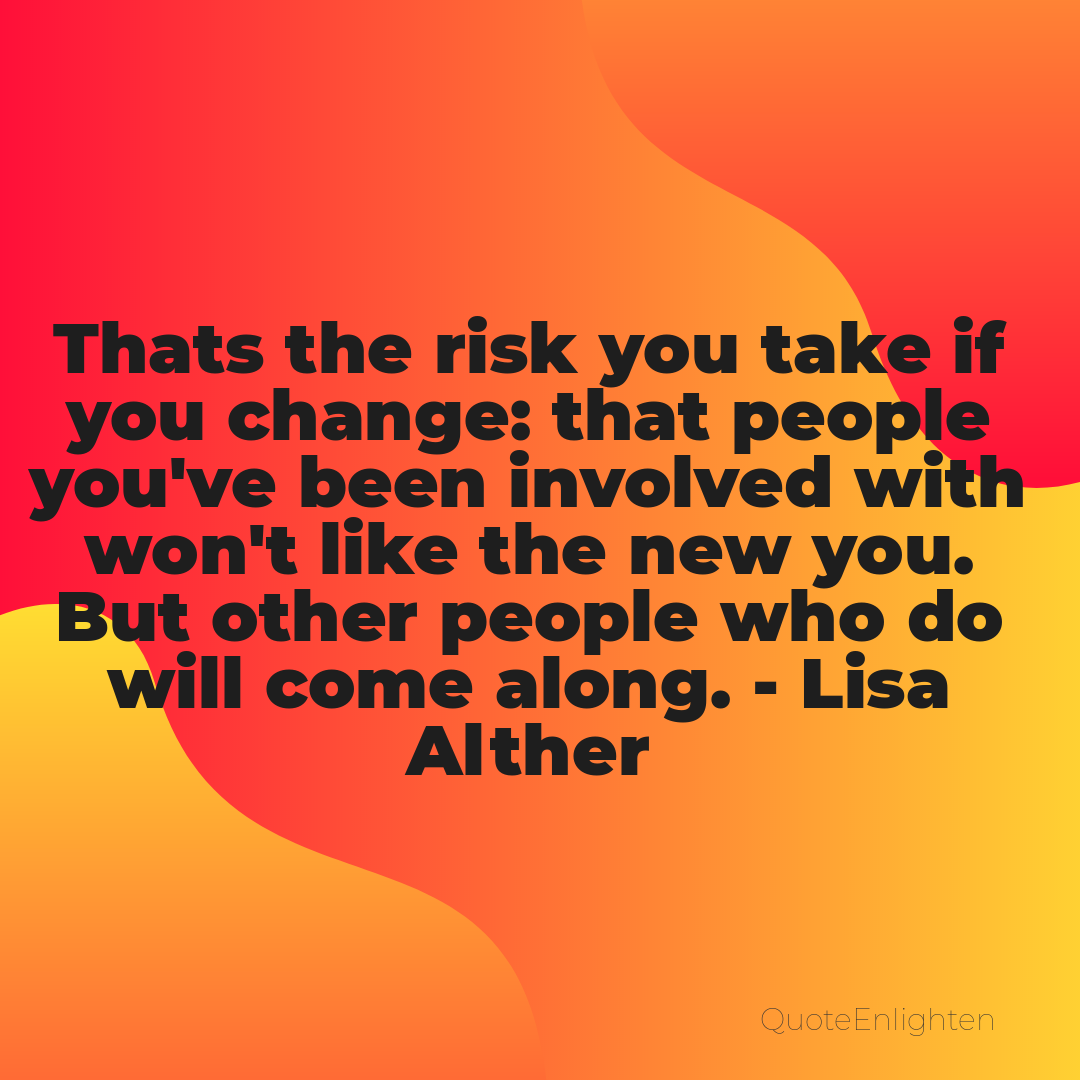 Thats the risk you take if
you change: that people
you've been involved with
won't like the new you.
But other people who do
will come along. - Lisa
Alther
QuoteEnlighten